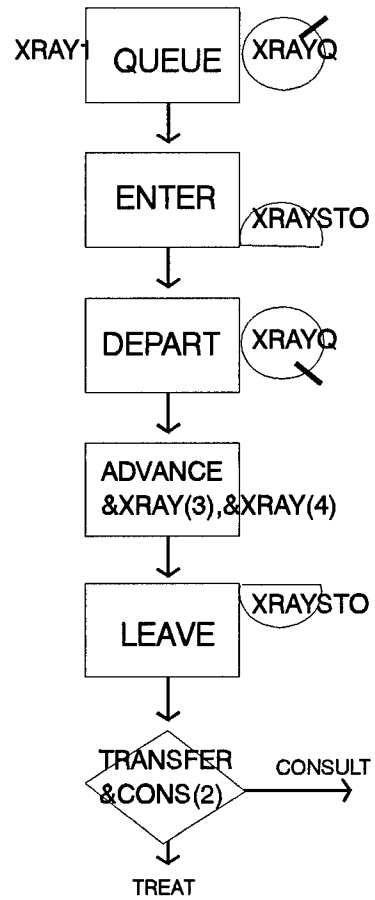 XRAY1 QUEUE XRAYQ
ENTER
XRAYSTO
DEPART XRAYQ
ADVANCE
&XRAY(3),&XRAY(4)
XRAYSTO
LEAVE
TRANSFER
CONSULT
&CONS(2)
TREAT